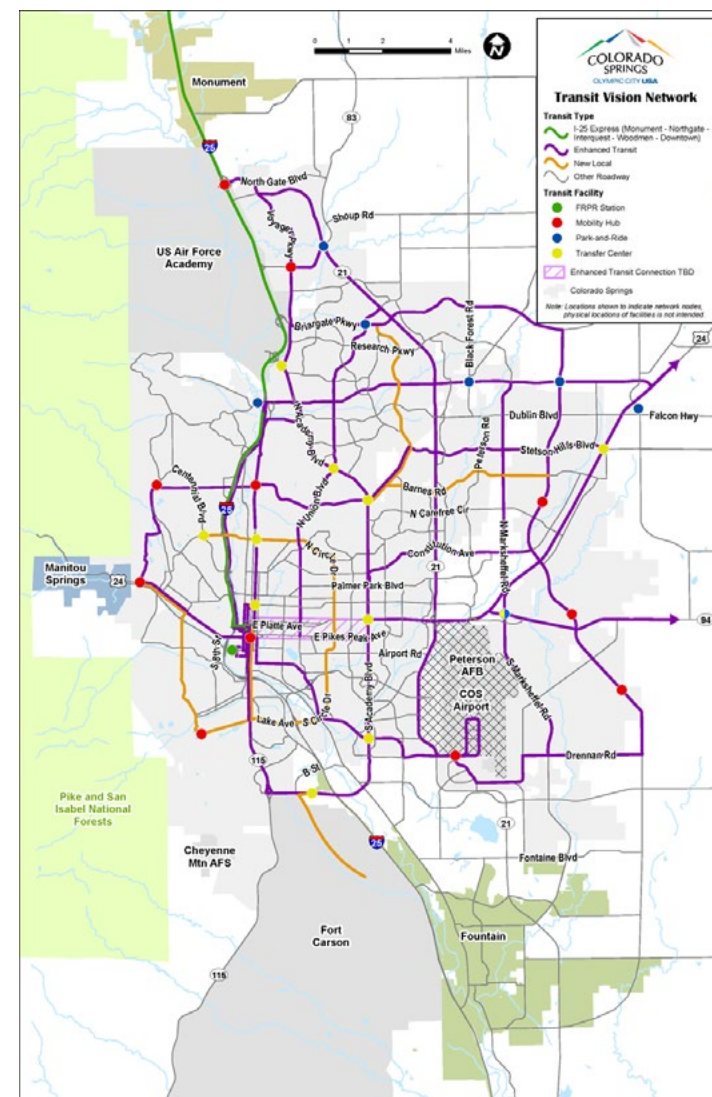 COLORADO
SPRINGS
OLYMPIC CITY USA
Transit Vision Network
Transit Type
I-25 Express (Monument - Northgate -
Interquest - Woodmen - Downtown)
Enhanced Transit
New Local
Other Roadway
Transit Facility
FRPR Station
Mobility Hub
Park-and-Ride
Transfer Center
Enhanced Transit Connection TBD
Colorado Springs
Note: Locations shown to indicate network nodes,
physical locations of facilities is not intended
0 1 2 4
Miles
N
Monument
83
25
North Gate Blvd
Voyager Pkwy
Shoup Rd
US Air Force
Academy
21
Briargate Pkwy
Black Forest Rd
Research Pkwy
24
N Academy Blvd
Dublin Blvd
Falcon Hwy
Peterson Rd
Stetson Hills Blvd
Centennial Blvd
N Union Blvd
Barnes Rd
25
N Carefree Cir
N Circle Dr
Constitution Ave
N Marksheffel Rd
Manitou
Springs
24
21
Palmer Park Blvd
E Platte Ave
94
S 8th St
E Pikes Peak Ave
Airport Rd
Peterson
AFB
COS
Airport
S Academy Blvd
S Marksheffel Rd
Lake Ave
S Circle Dr
115
Drennan Rd
B St
Pike and San
Isabel National
Forests
21
25
Cheyenne
Mtn AFS
Fontaine Blvd
Fort
Carson
Fountain
115